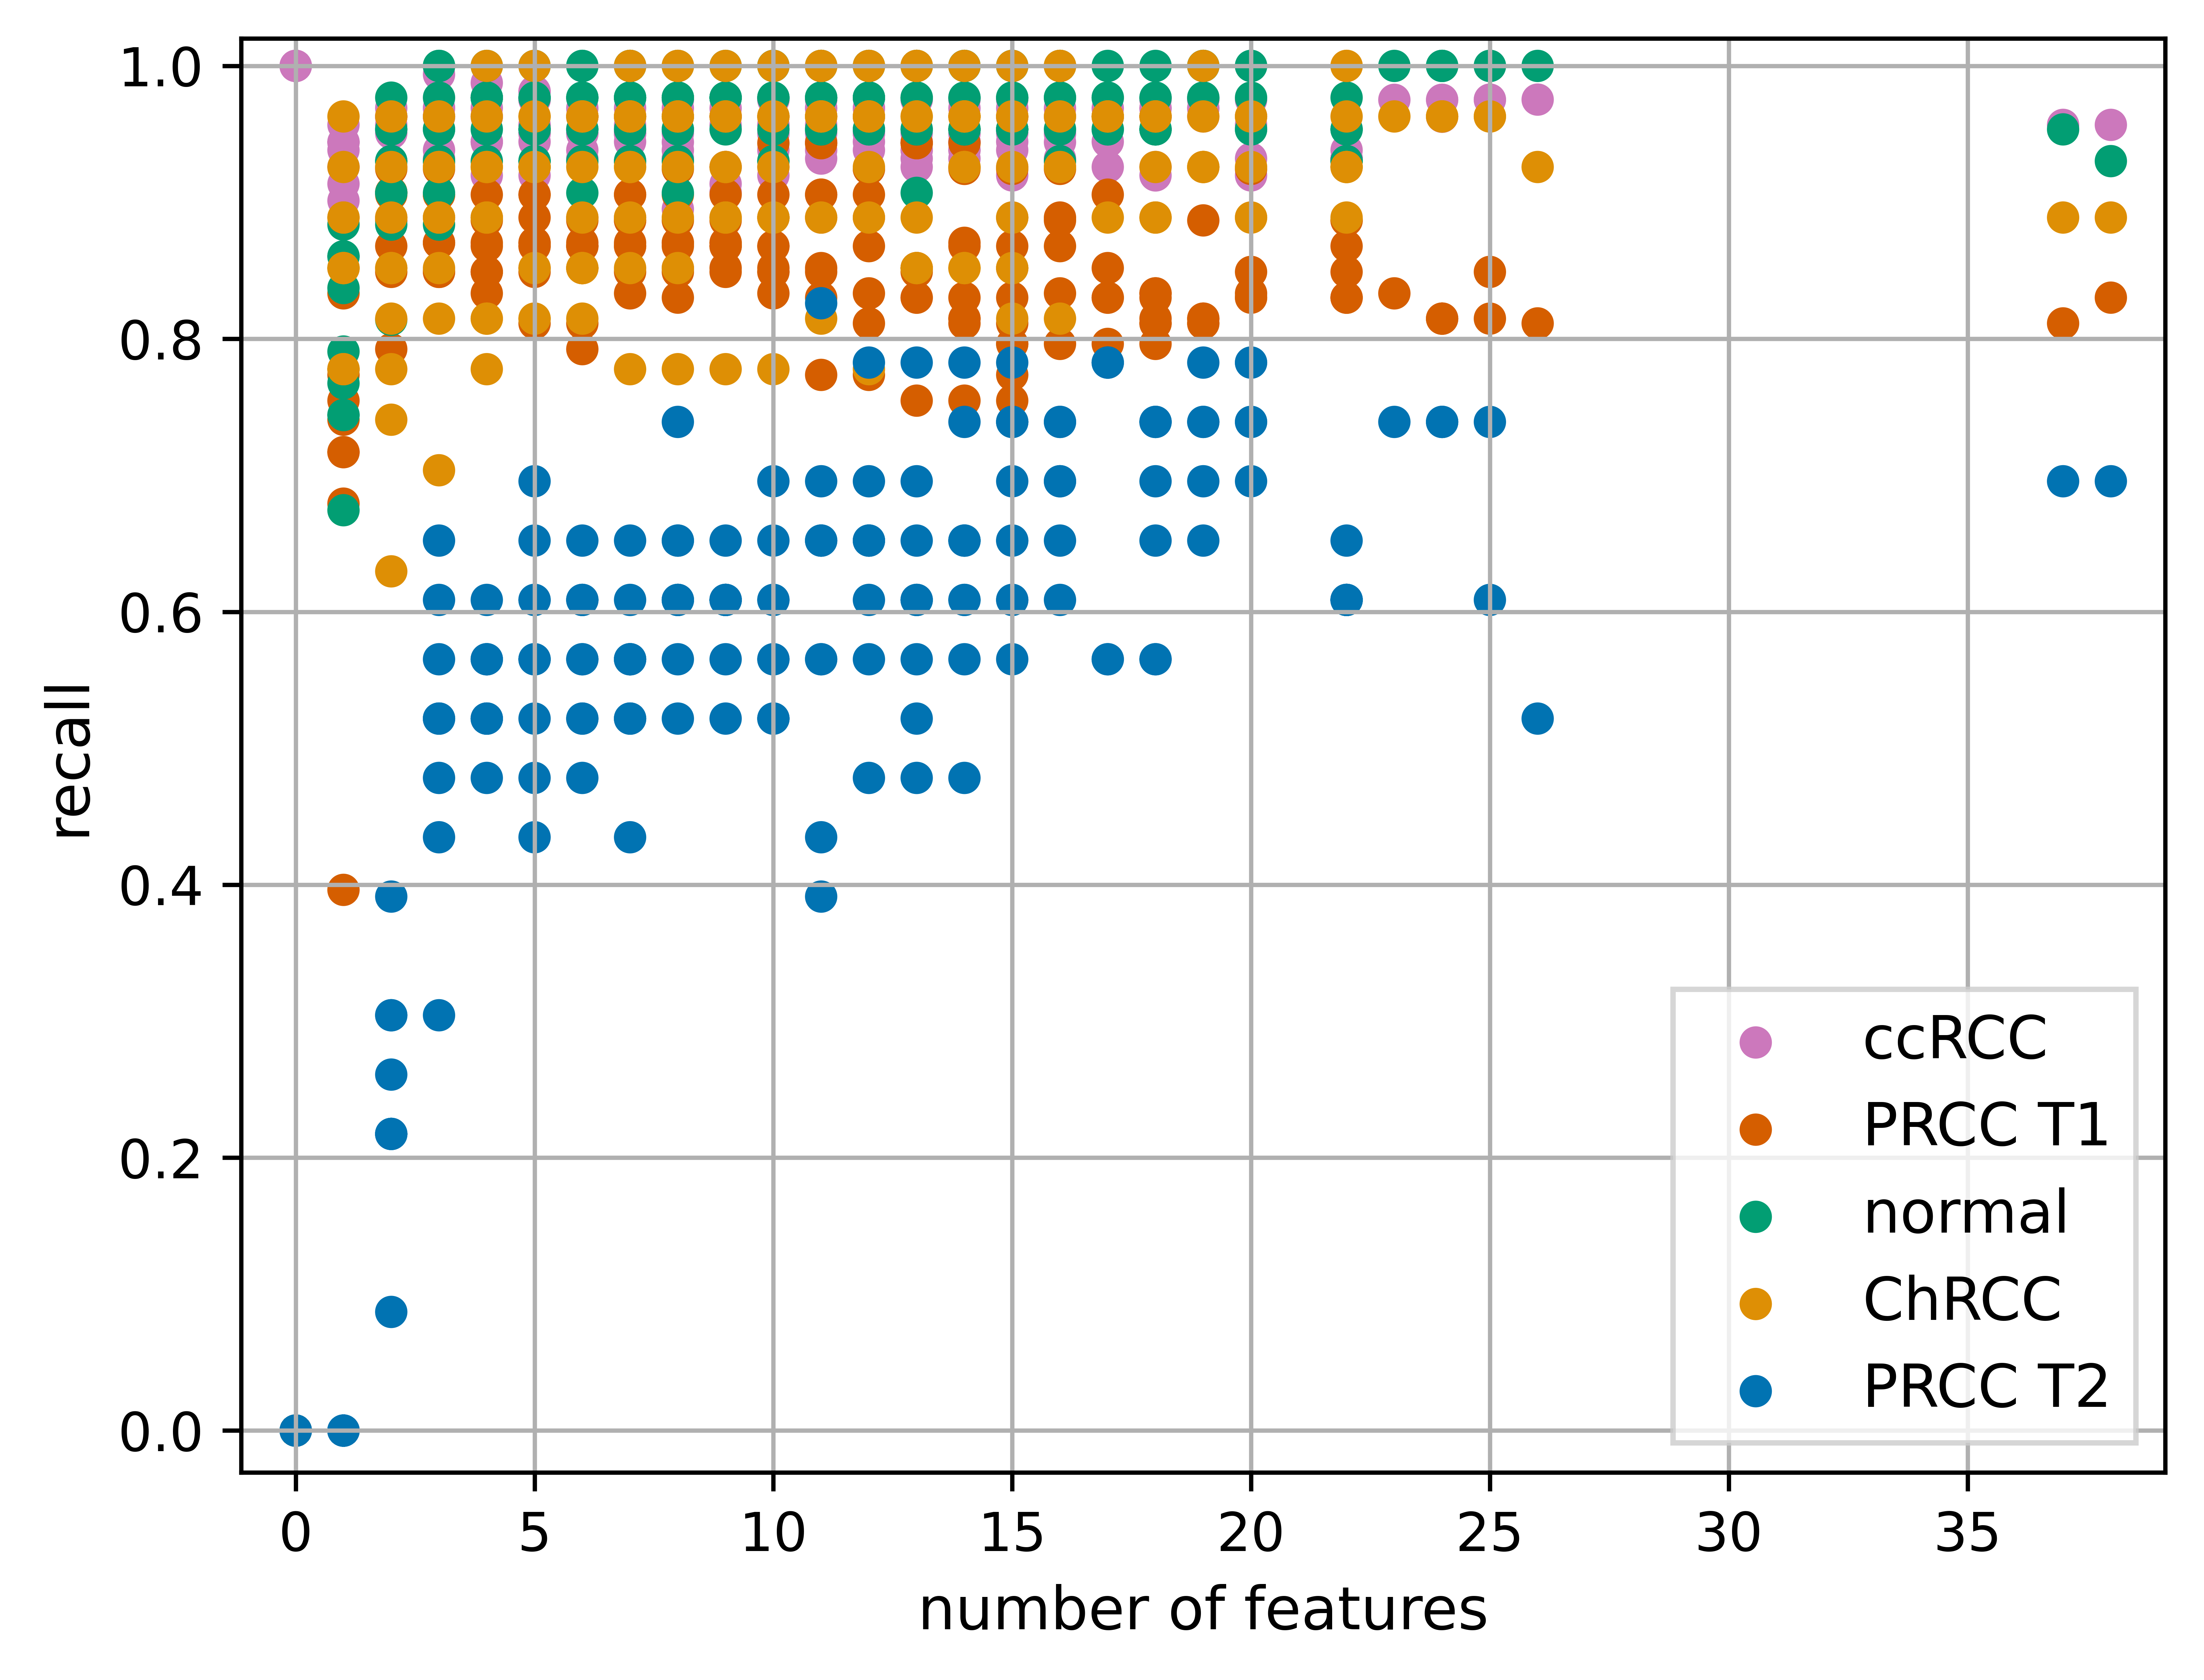 1.0
0.8
0.6
0.4
0.2
0.0
recall
0 5 10 15 20 25 30 35
number of features
ccRCC
PRCC T1
normal
ChRCC
PRCC T2